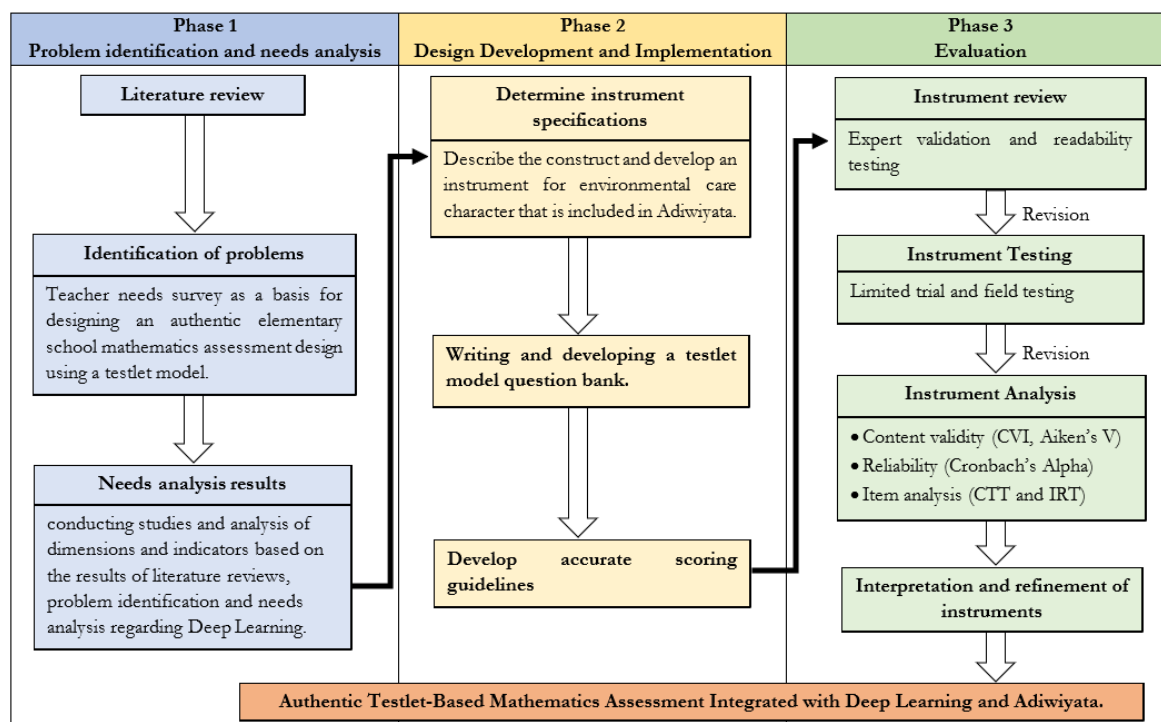 Phase 1
Problem identification and needs analysis
Literature review
Identification of problems
Teacher needs survey as a basis for
designing an authentic elementary
school mathematics assessment design
using a testlet model.
Needs analysis results
conducting studies and analysis of
dimensions and indicators based on
the results of literature reviews,
problem identification and needs
analysis regarding Deep Learning.
Phase 2
Design Development and Implementation
Determine instrument
specifications
Describe the construct and develop an
instrument for environmental care
character that is included in Adiwiyata.
Writing and developing a testlet
model question bank.
Develop accurate scoring
guidelines
Phase 3
Evaluation
Instrument review
Expert validation and readability
testing
Revision
Instrument Testing
Limited trial and field testing
Revision
Instrument Analysis
• Content validity (CVI, Aiken's V)
• Reliability (Cronbach's Alpha)
• Item analysis (CTT and IRT)
Interpretation and refinement of
instruments
Authentic Testlet-Based Mathematics Assessment Integrated with Deep Learning and Adiwiyata.